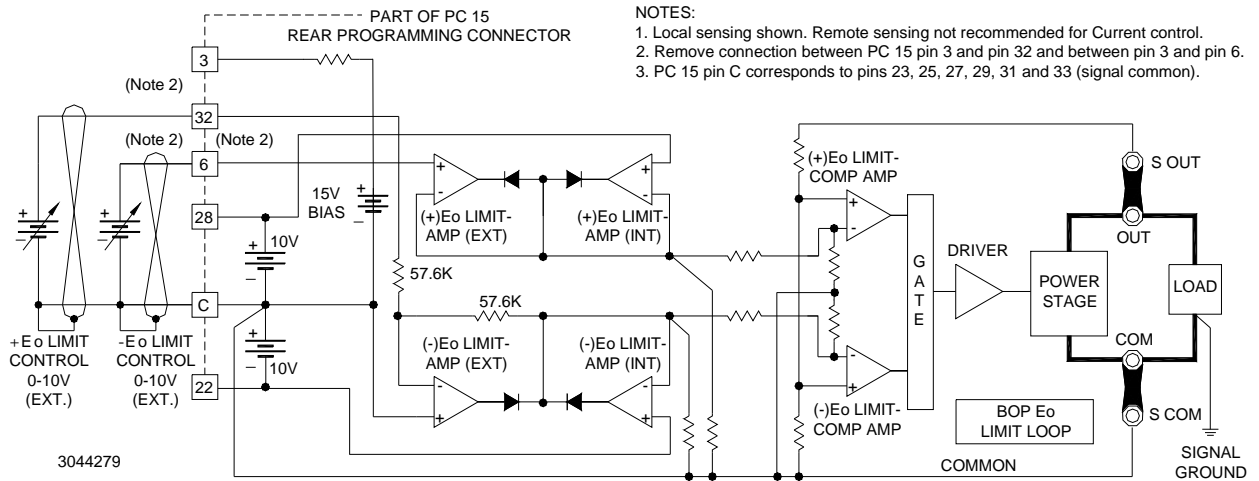 PART OF PC 15
REAR PROGRAMMING CONNECTOR
NOTES:
1. Local sensing shown. Remote sensing not recommended for Current control.
2. Remove connection between PC 15 pin 3 and pin 32 and between pin 3 and pin 6.
3. PC 15 pin C corresponds to pins 23, 25, 27, 29, 31 and 33 (signal common).
3
(Note 2)
32
(Note 2)
(Note 2)
6
28
C
22
+
–
+
–
+Eo LIMIT
CONTROL
0-10V
(EXT.)
-Eo LIMIT
CONTROL
0-10V
(EXT.)
+
10V
–
+
10V
–
15V
BIAS
+
–
57.6K
57.6K
+
-
(+)Eo LIMIT-
AMP (EXT)
+
-
(+)Eo LIMIT-
AMP (INT)
(-)Eo LIMIT-
AMP (EXT)
-
+
(-)Eo LIMIT-
AMP (INT)
-
+
(+)Eo LIMIT-
COMP AMP
+
-
-
+
(-)Eo LIMIT-
COMP AMP
GATE
DRIVER
POWER
STAGE
S OUT
OUT
LOAD
COM
S COM
BOP Eo
LIMIT LOOP
COMMON
SIGNAL
GROUND
3044279